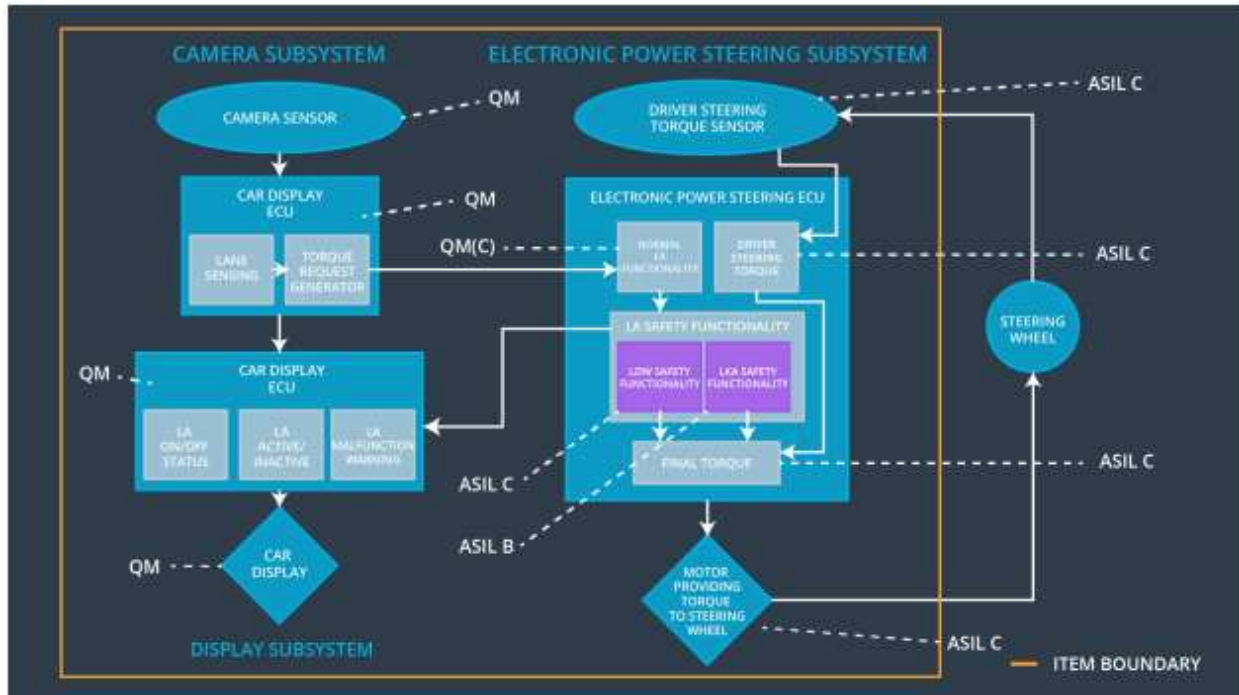 CAMERA SUBSYSTEM
ELECTRONIC POWER STEERING SUBSYSTEM
CAMERA SENSOR
QM
DRIVER STEERING
TORQUE SENSOR
ASIL C
CAR DISPLAY
ECU
QM
LANE
SENSING
TORQUE
REQUEST
GENERATOR
ELECTRONIC POWER STEERING ECU
QM(C)
NORMAL
LA
FUNCTIONALITY
DRIVER
STEERING
TORQUE
ASIL C
STEERING
WHEEL
LA SAFETY FUNCTIONALITY
LDW SAFETY
FUNCTIONALITY
LKA SAFETY
FUNCTIONALITY
QM
CAR DISPLAY
ECU
LA
ON/OFF
STATUS
LA
ACTIVE/
INACTIVE
LA
MALFUNCTION
WARNING
FINAL TORQUE
ASIL C
ASIL C
ASIL B
QM
CAR
DISPLAY
MOTOR
PROVIDING
TORQUE
TO STEERING
WHEEL
ASIL C
DISPLAY SUBSYSTEM
ITEM BOUNDARY